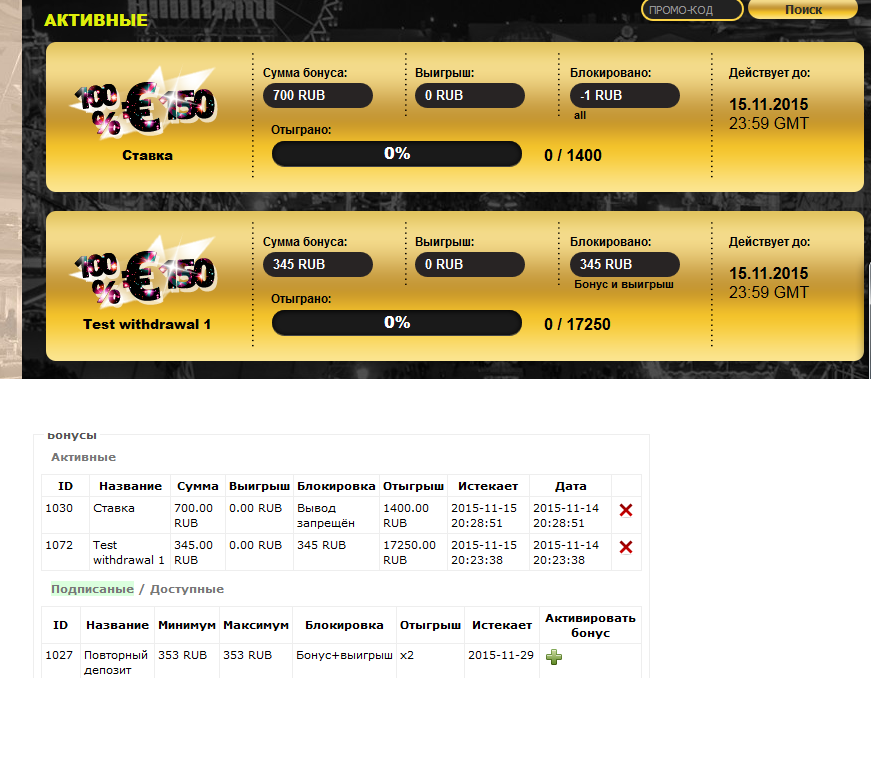 АКТИВНЫЕ
ПРОМО-КОД
Поиск
100 % € 150
Ставка
Сумма бонуса:
700 RUB
Выигрыш:
0 RUB
Блокировано:
-1 RUB
all
Отыграно:
0%
0 / 1400
Действует до:
15.11.2015
23:59 GMT
100 % € 150
Test withdrawal 1
Сумма бонуса:
345 RUB
Выигрыш:
0 RUB
Блокировано:
345 RUB
Бонус и выигрыш
Отыграно:
0%
0 / 17250
Действует до:
15.11.2015
23:59 GMT
Бонусы
Активные
ID Название Сумма Выигрыш Блокировка Отыгрыш Истекает Дата
1030 Ставка 700.00 0.00 RUB Вывод 1400.00 2015-11-15 2015-11-14
RUB запрещён RUB 20:28:51 20:28:51
1072 Test 345.00 0.00 RUB 345 RUB 17250.00 2015-11-15 2015-11-14
withdrawal 1 RUB RUB 20:23:38 20:23:38
Подписаные / Доступные
ID Название Минимум Максимум Блокировка Отыгрыш Истекает Активировать
бонус
1027 Повторный 353 RUB 353 RUB Бонус+выигрыш x2 2015-11-29
депозит